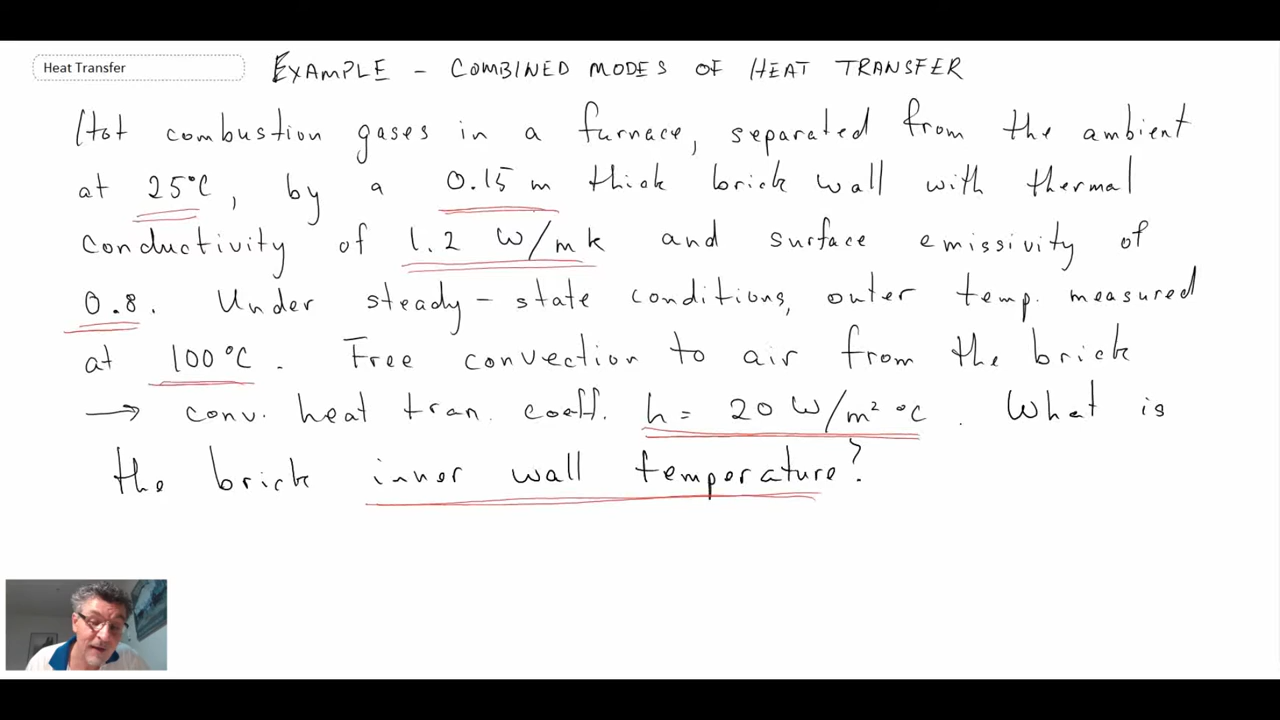 Heat Transfer
EXAMPLE - COMBINED MODES OF HEAT TRANSFER
Hot combustion gases in a furnace, separated from the ambient
at 25°C, by a 0.15 m thick brick wall with thermal
conductivity of 1.2 W/mk and surface emissivity of
0.8. Under steady-state conditions, outer temp. measured
at 100°C. Free convection to air from the brick
→ conv. heat tran. coeff. h = 20 W/m² °C. What is
the brick inner wall temperature?